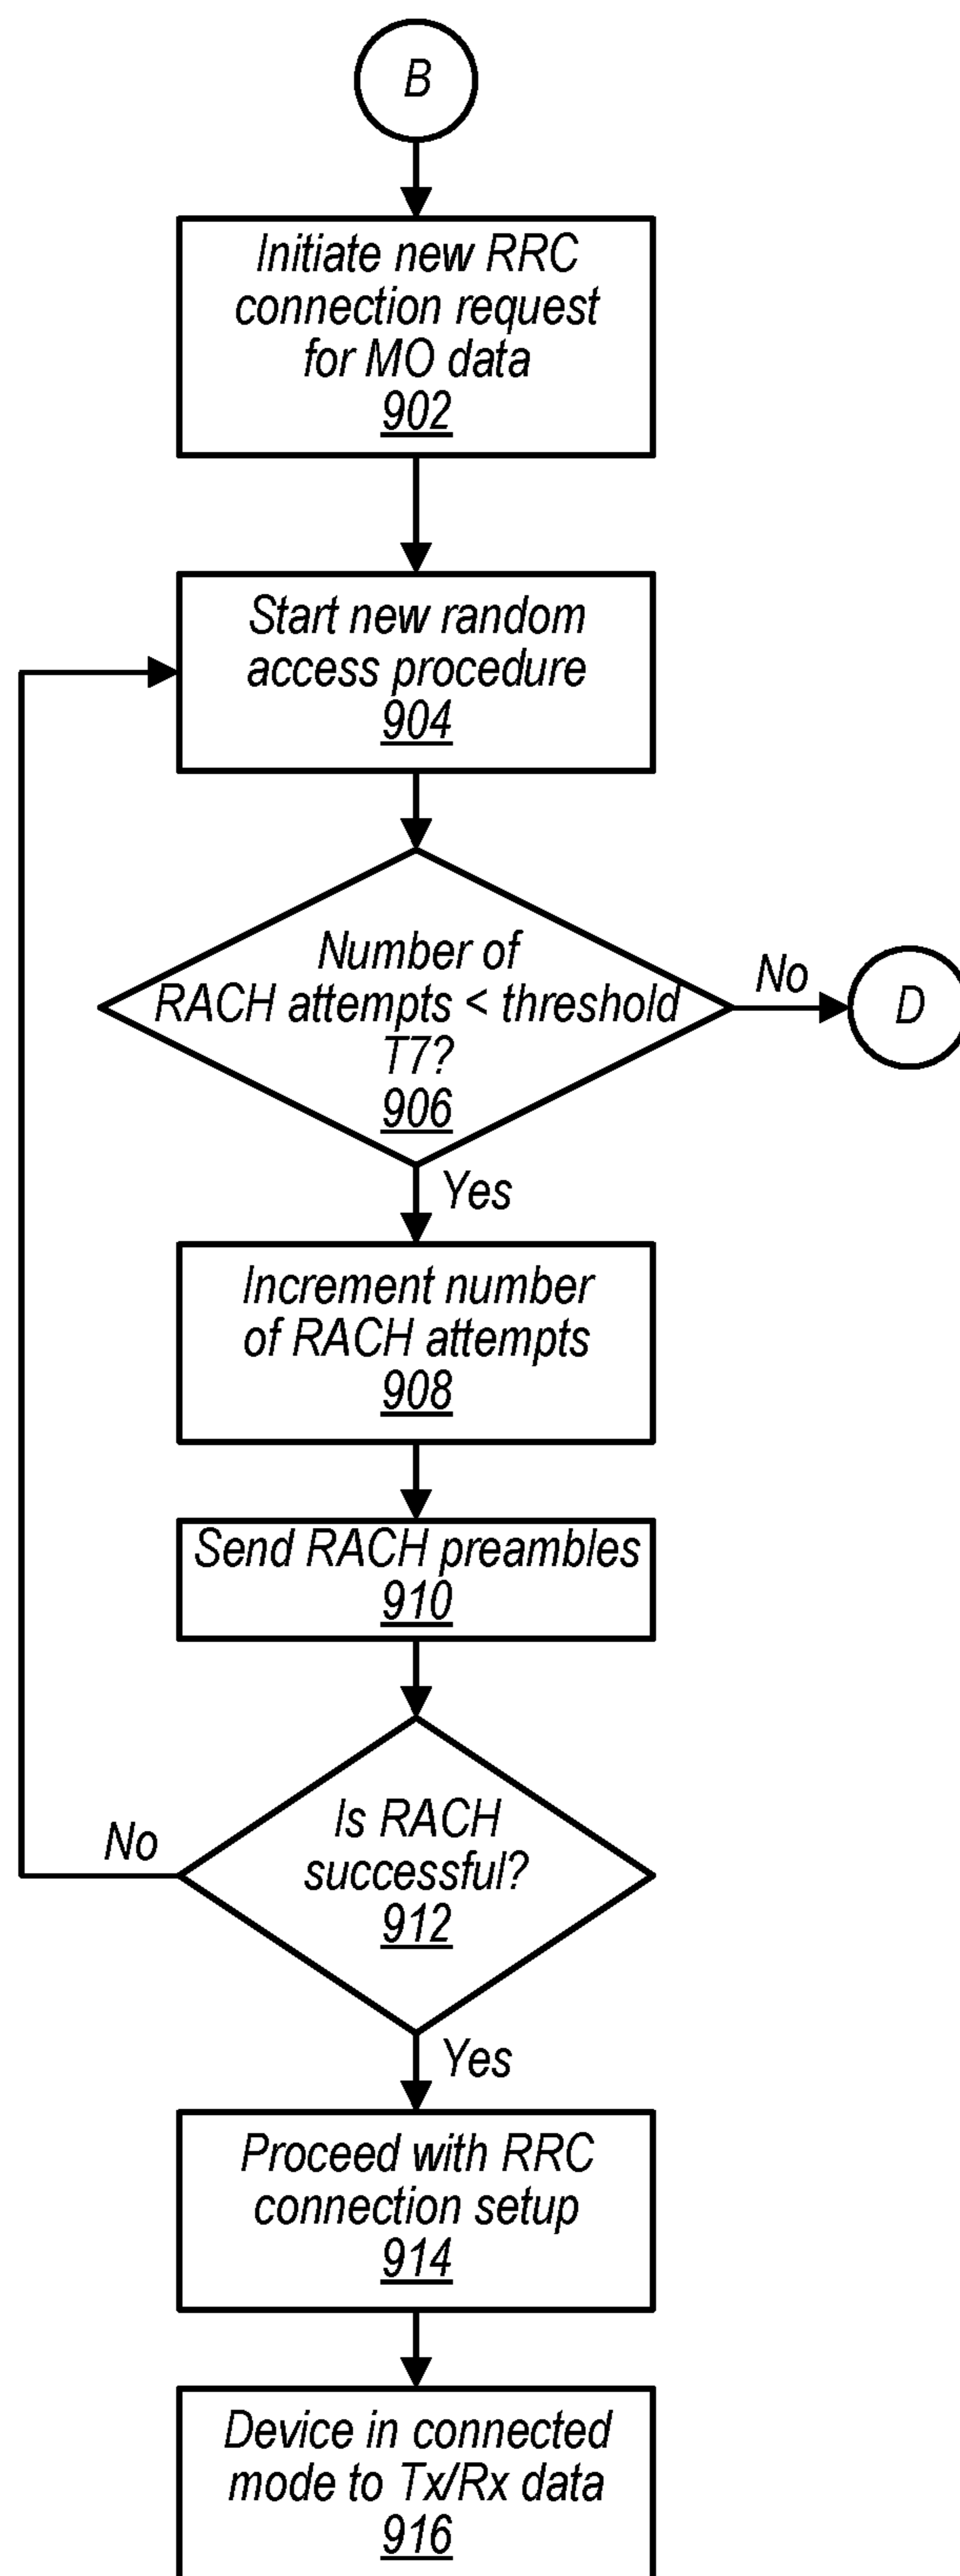 B
Initiate new RRC
connection request
for MO data
902
Start new random
access procedure
904
Number of
RACH attempts < threshold
T7?
906
No
D
Yes
Increment number
of RACH attempts
908
Send RACH preambles
910
Is RACH
successful?
912
No
Yes
Proceed with RRC
connection setup
914
Device in connected
mode to Tx/Rx data
916